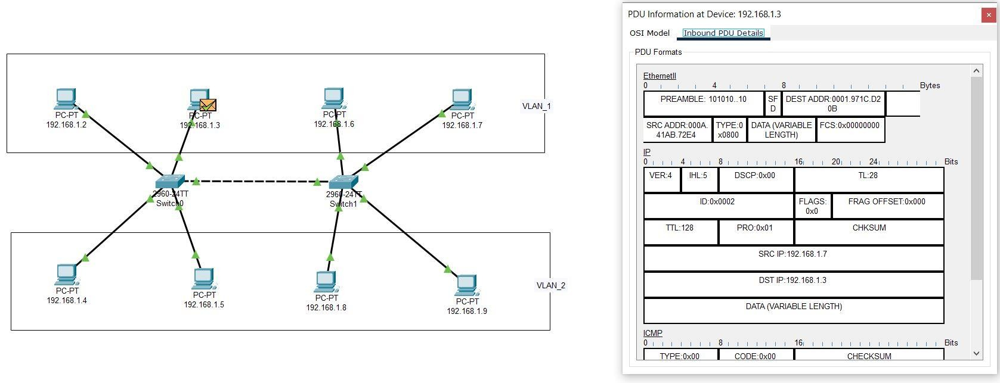 PC-PT
192.168.1.2
PC-PT
192.168.1.3
PC-PT
192.168.1.6
PC-PT
192.168.1.7
VLAN_1
2960-24TT
Switch0
2960-24TT
Switch1
PC-PT
192.168.1.4
PC-PT
192.168.1.5
PC-PT
192.168.1.8
PC-PT
192.168.1.9
VLAN_2
PDU Information at Device: 192.168.1.3
×
OSI Model Inbound PDU Details
PDU Formats
EthernetII
0 4 8 Bytes
PREAMBLE: 101010..10
SF
D
DEST ADDR:0001.971C.D2
0B
SRC ADDR:000A.
41AB.72E4
TYPE:0
x0800
DATA (VARIABLE
LENGTH)
FCS:0x00000000
IP
0 4 8 16 20 24 Bits
VER:4 IHL:5 DSCP:0x00 TL:28
ID:0x0002
FLAGS:
0x0
FRAG OFFSET:0x000
TTL:128 PRO:0x01 CHKSUM
SRC IP:192.168.1.7
DST IP:192.168.1.3
DATA (VARIABLE LENGTH)
ICMP
0 8 16 Bits
TYPE:0x00 CODE:0x00 CHECKSUM